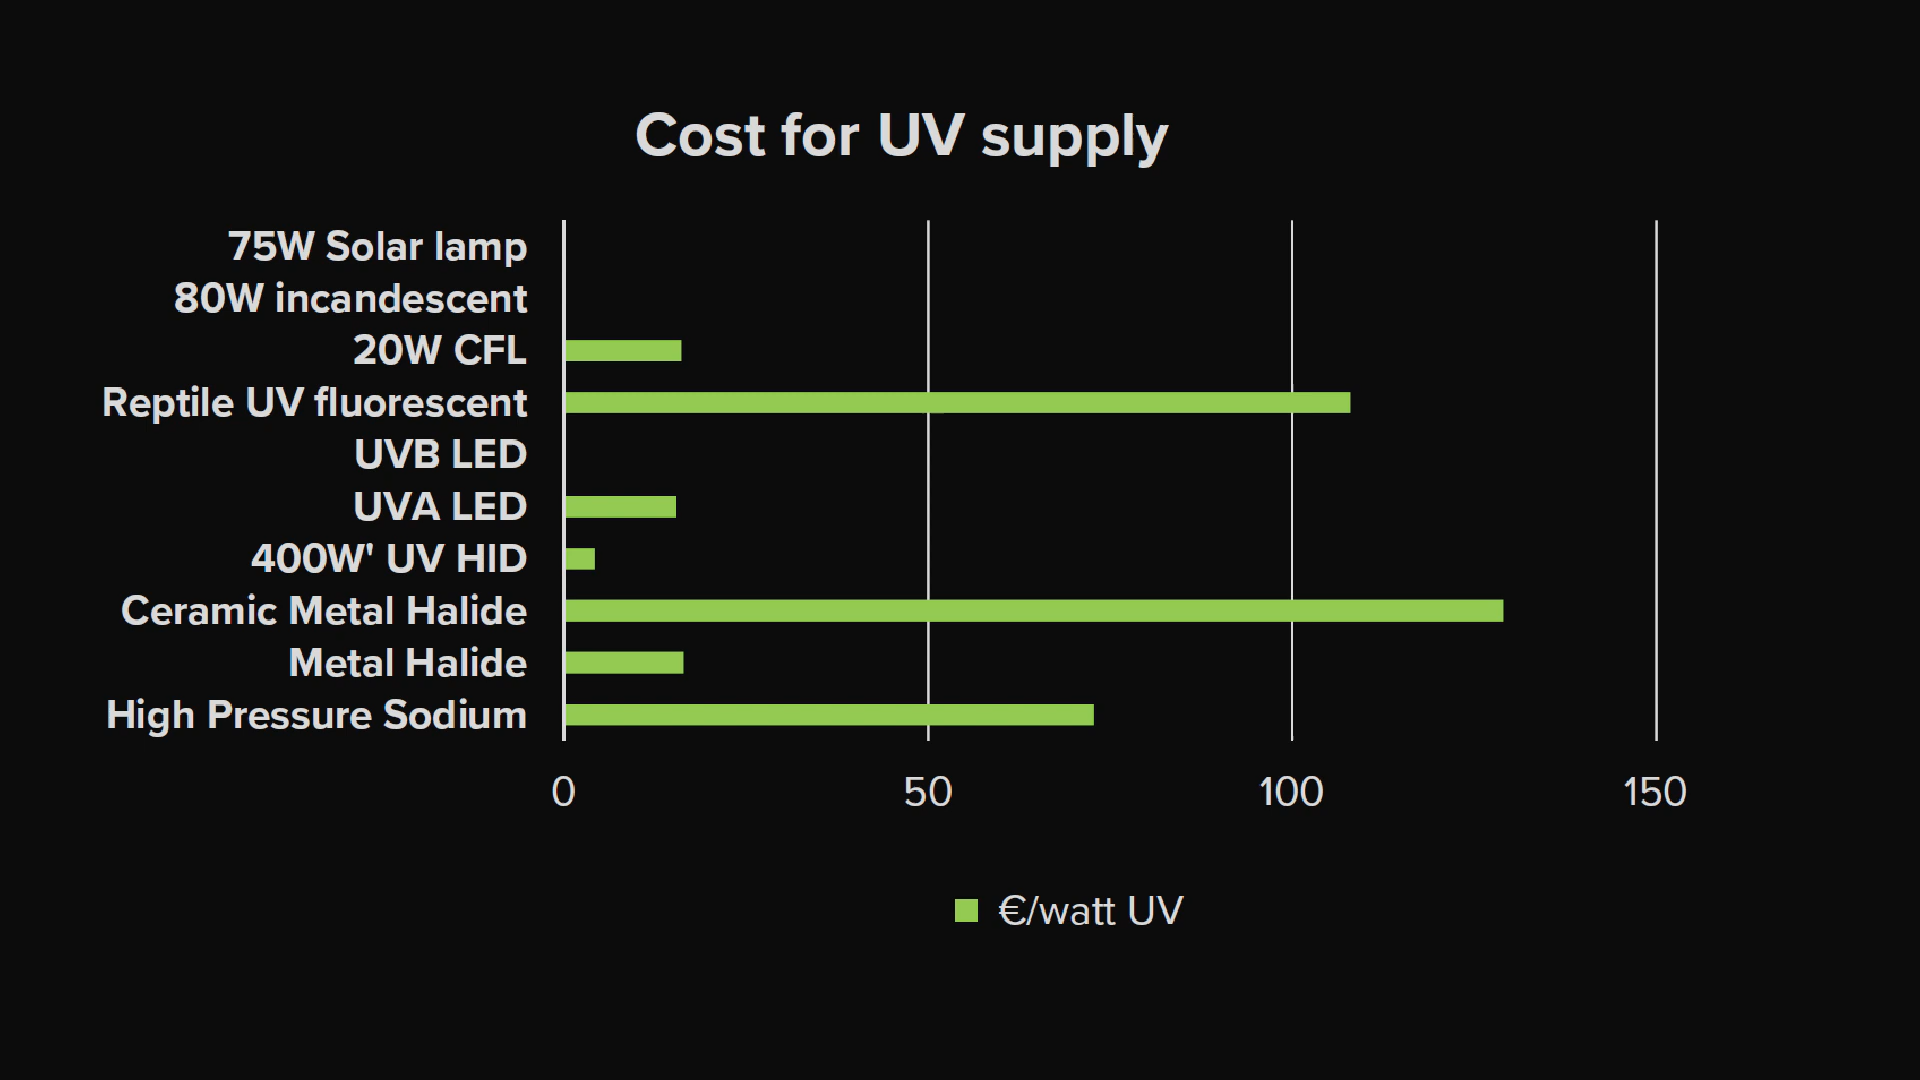 Cost for UV supply
75W Solar lamp
80W incandescent
20W CFL
Reptile UV fluorescent
UVB LED
UVA LED
400W' UV HID
Ceramic Metal Halide
Metal Halide
High Pressure Sodium
0 50 100 150
€/watt UV